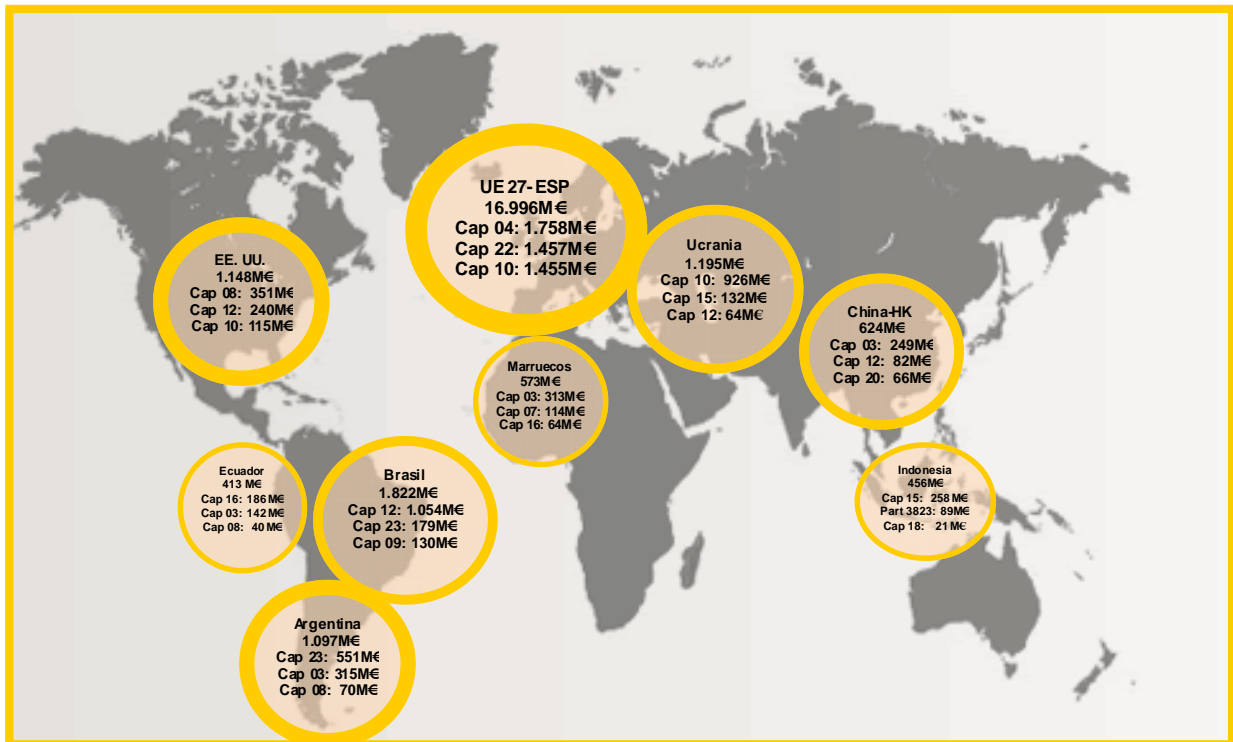 UE 27-ESP
16.996M€
Cap 04: 1.758M€
Cap 22: 1.457M€
Cap 10: 1.455M€
Ucrania
1.195M€
Cap 10: 926M€
Cap 15: 132M€
Cap 12: 64M€
EE. UU.
1.148M€
Cap 08: 351M€
Cap 12: 240M€
Cap 10: 115M€
China-HK
624M€
Cap 03: 249M€
Cap 12: 82M€
Cap 20: 66M€
Marruecos
573M€
Cap 03: 313M€
Cap 07: 114M€
Cap 16: 64M€
Ecuador
413 M€
Cap 16: 186M€
Cap 03: 142M€
Cap 08: 40M€
Brasil
1.822M€
Cap 12: 1.054M€
Cap 23: 179M€
Cap 09: 130M€
Indonesia
456M€
Cap 15: 258M€
Part 3823: 89M€
Cap 18: 21M€
Argentina
1.097M€
Cap 23: 551M€
Cap 03: 315M€
Cap 08: 70M€